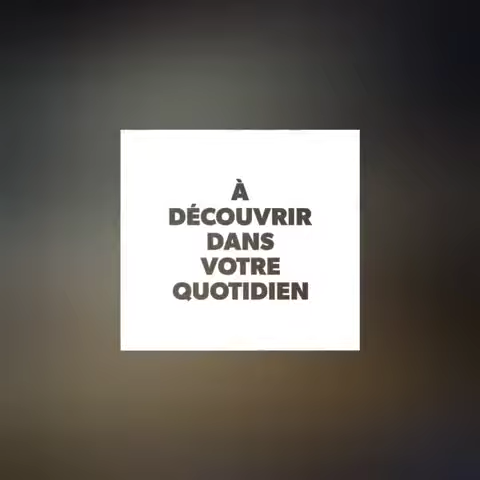 À
DÉCOUVRIR
DANS
VOTRE
QUOTIDIEN